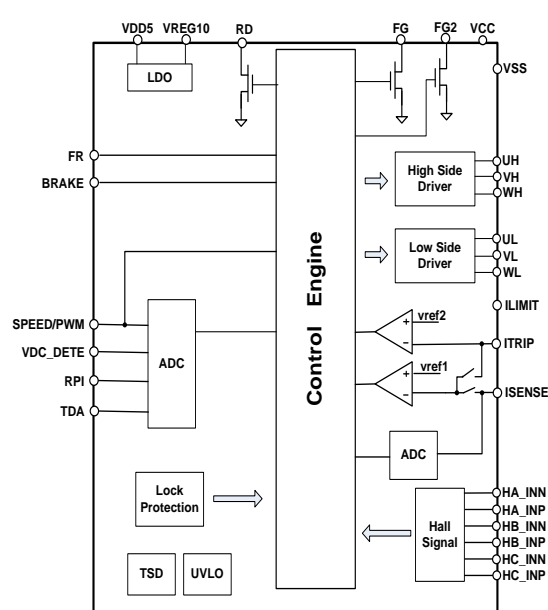 VDD5 VREG10 RD FG FG2 VCC
VSS
LDO
FR
BRAKE
High Side
Driver
UH
VH
WH
Low Side
Driver
UL
VL
WL
Control Engine
ILIMIT
SPEED/PWM
VDC_DETE
RPI
TDA
ADC
vref2
+
-
ITRIP
vref1
+
-
ISENSE
ADC
Lock
Protection
Hall
Signal
HA_INN
HA_INP
HB_INN
HB_INP
HC_INN
HC_INP
TSD
UVLO